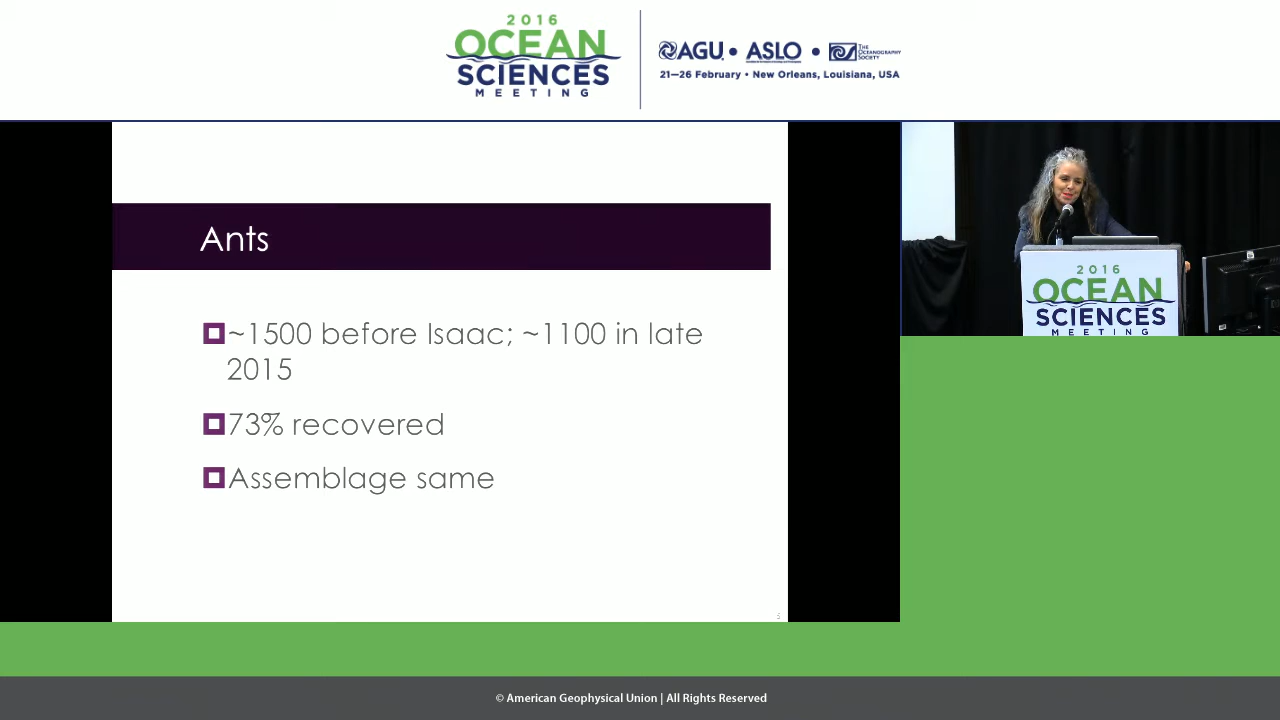 2016
OCEAN
SCIENCES
MEETING
AGU • ASLO • THE OCEANOGRAPHY SOCIETY
21—26 February • New Orleans, Louisiana, USA
Ants
~1500 before Isaac; ~1100 in late
2015
73% recovered
Assemblage same
2016
OCEAN
SCIENCES
MEETING
© American Geophysical Union | All Rights Reserved